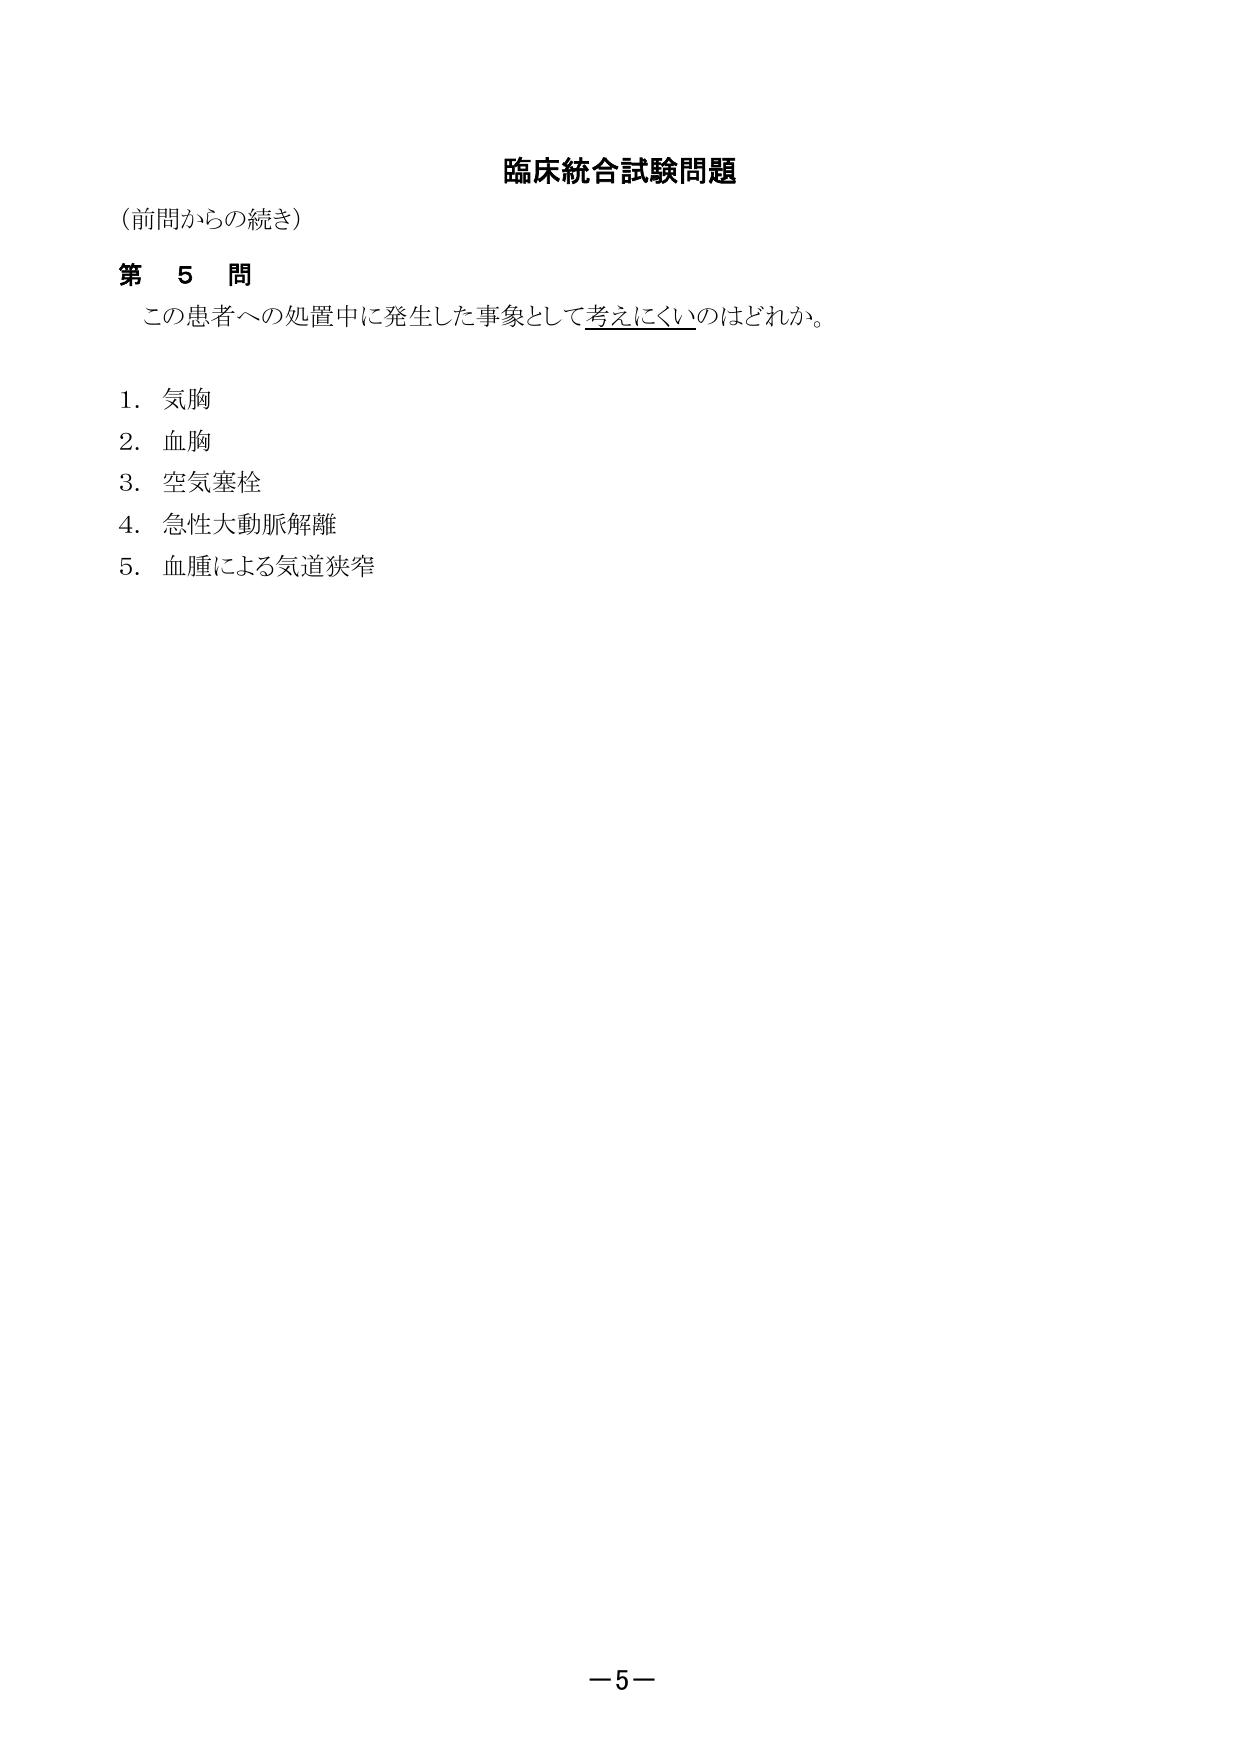 臨床統合試験問題
（前問からの続き）
第　5　問
この患者への処置中に発生した事象として考えにくいのはどれか。
1. 気胸
2. 血胸
3. 空気塞栓
4. 急性大動脈解離
5. 血腫による気道狭窄
－5－